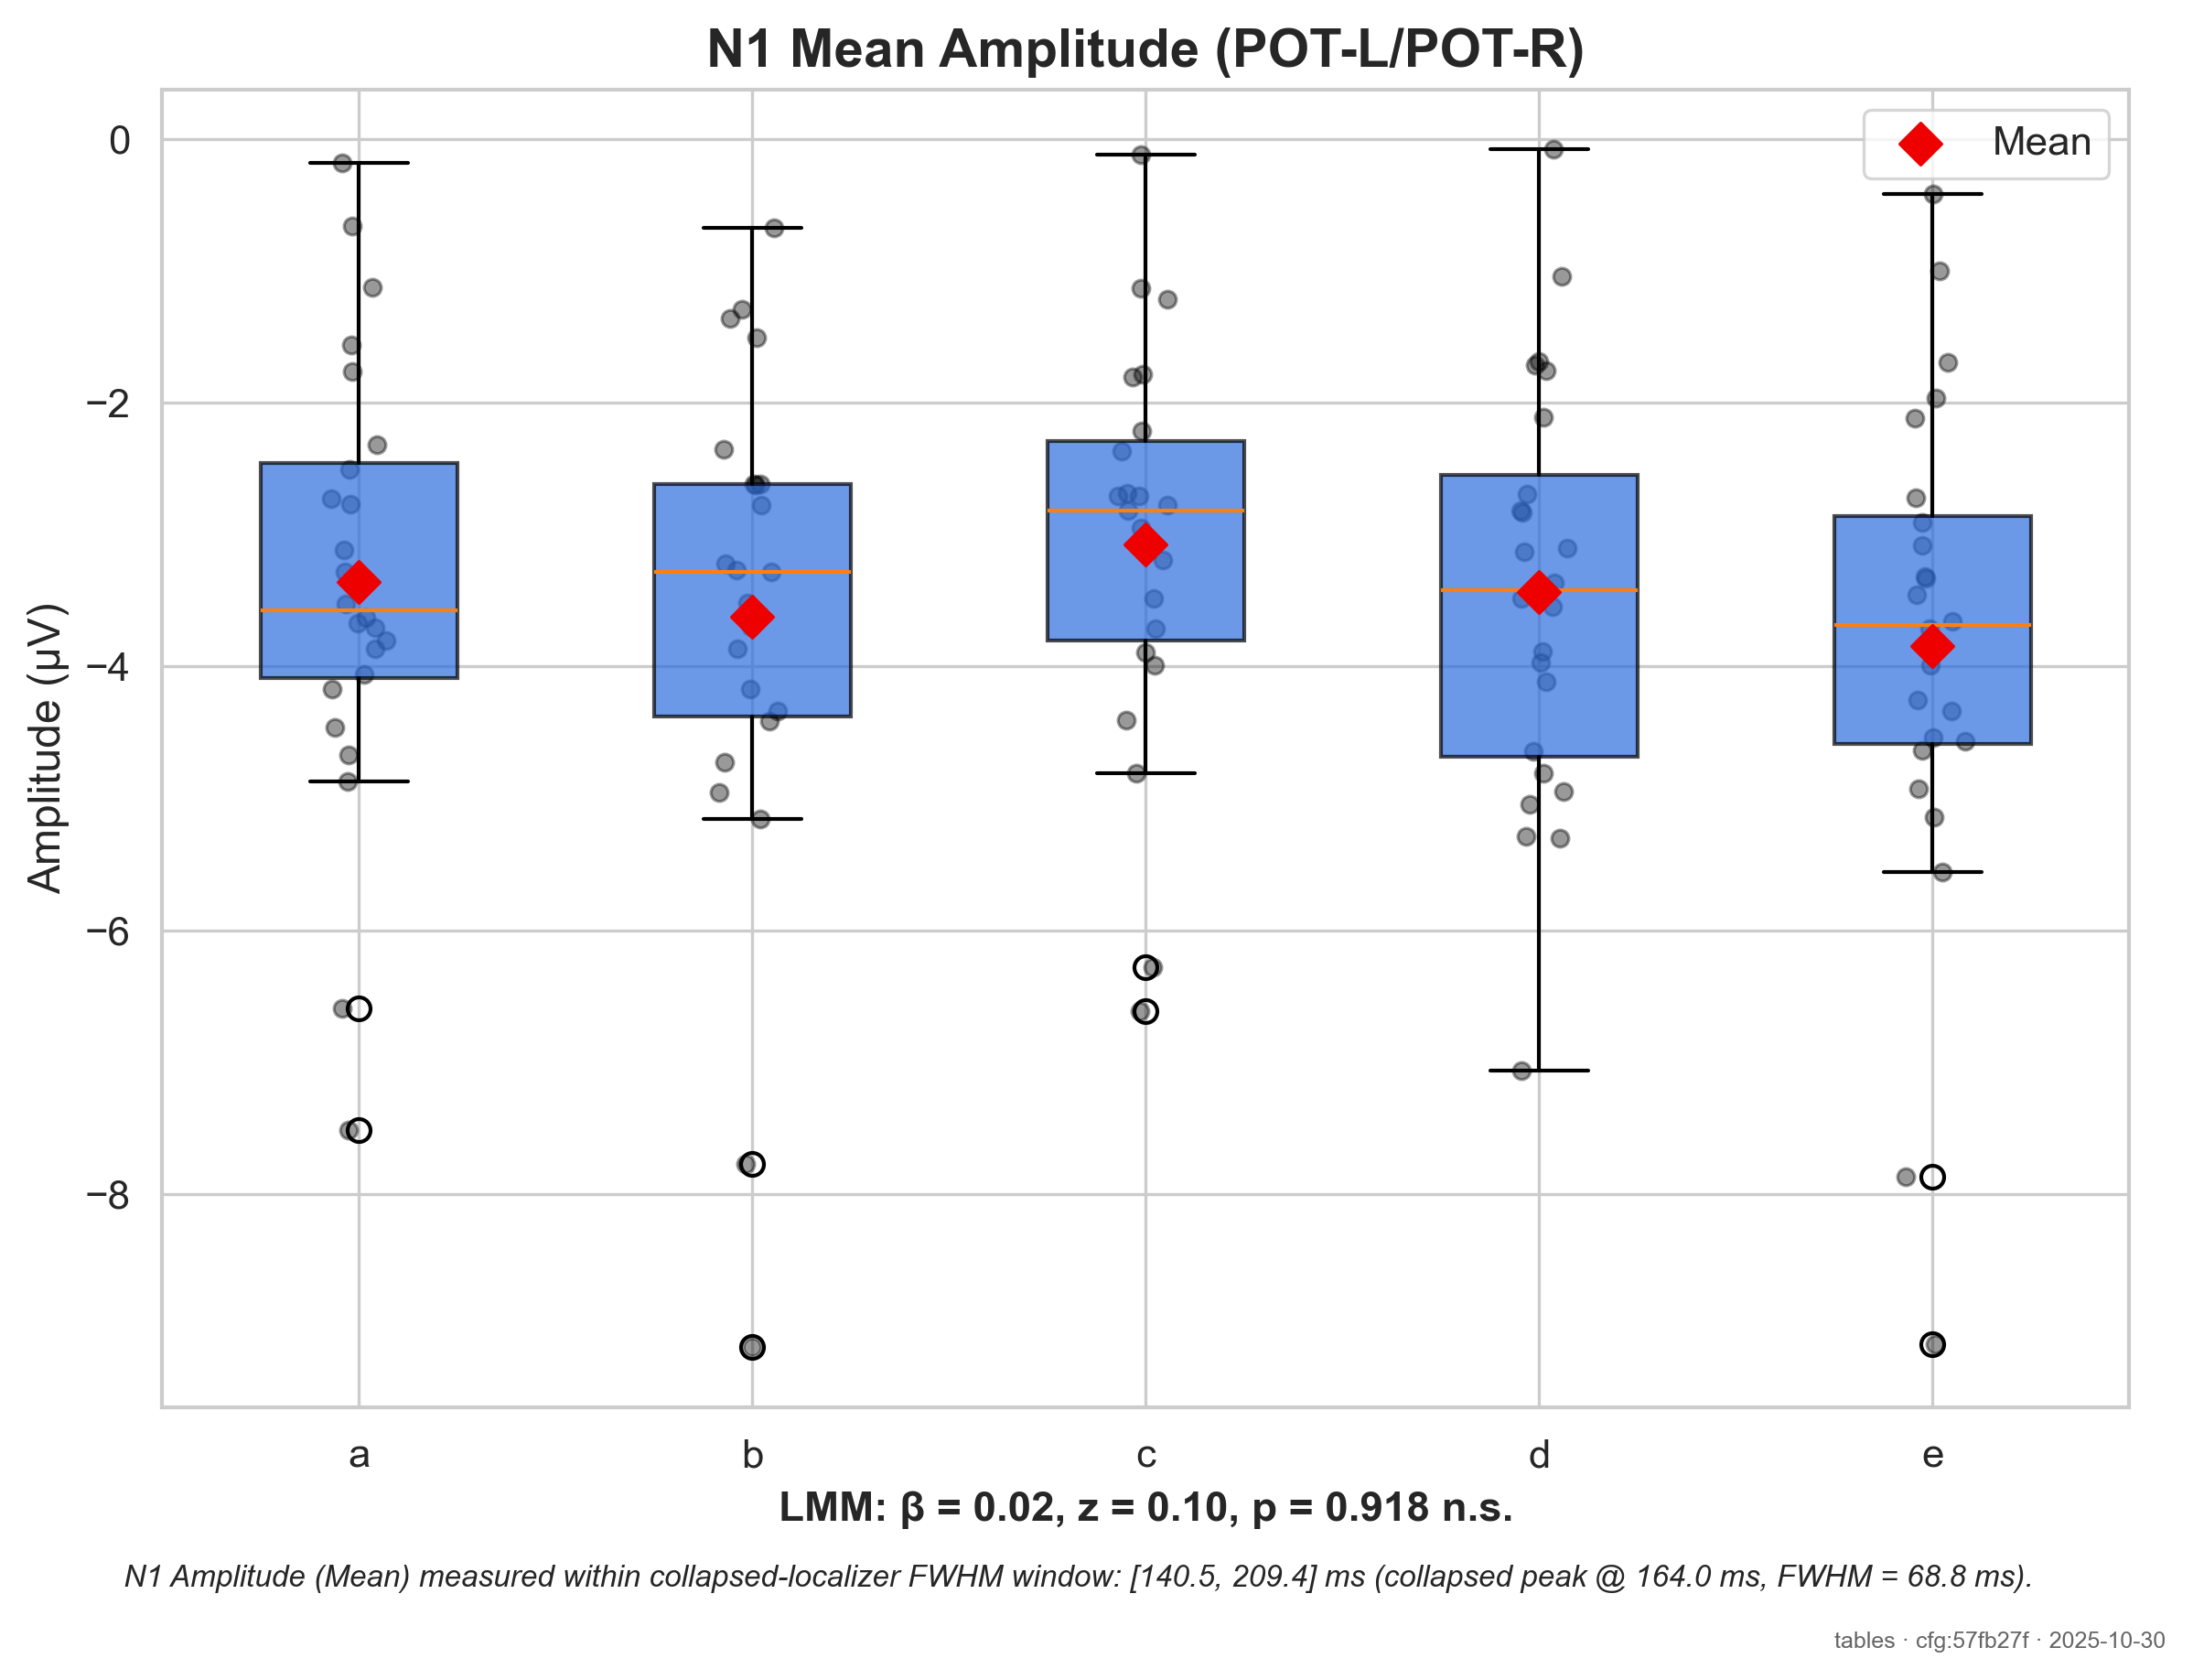 N1 Mean Amplitude (POT-L/POT-R)
Mean
Amplitude (µV)
0
−2
−4
−6
−8
a b c d e
LMM: β = 0.02, z = 0.10, p = 0.918 n.s.
N1 Amplitude (Mean) measured within collapsed-localizer FWHM window: [140.5, 209.4] ms (collapsed peak @ 164.0 ms, FWHM = 68.8 ms).
tables · cfg:57fb27f · 2025-10-30